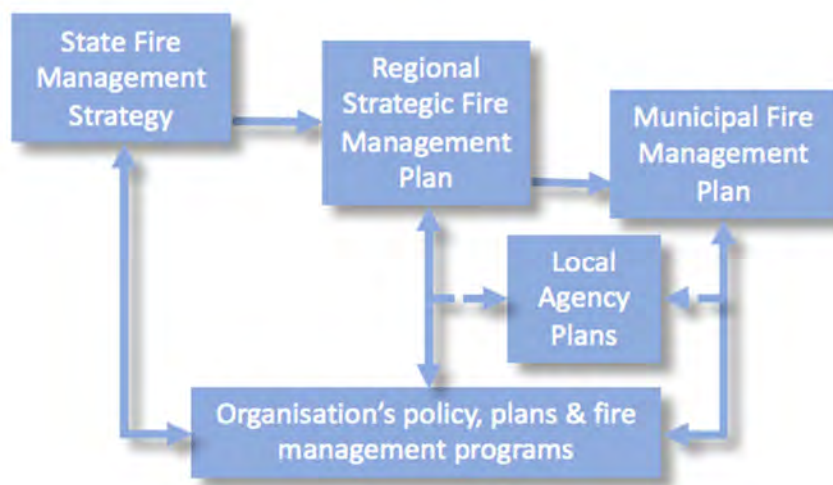 State Fire
Management
Strategy
Regional
Strategic Fire
Management
Plan
Municipal Fire
Management
Plan
Local
Agency
Plans
Organisation's policy, plans & fire
management programs